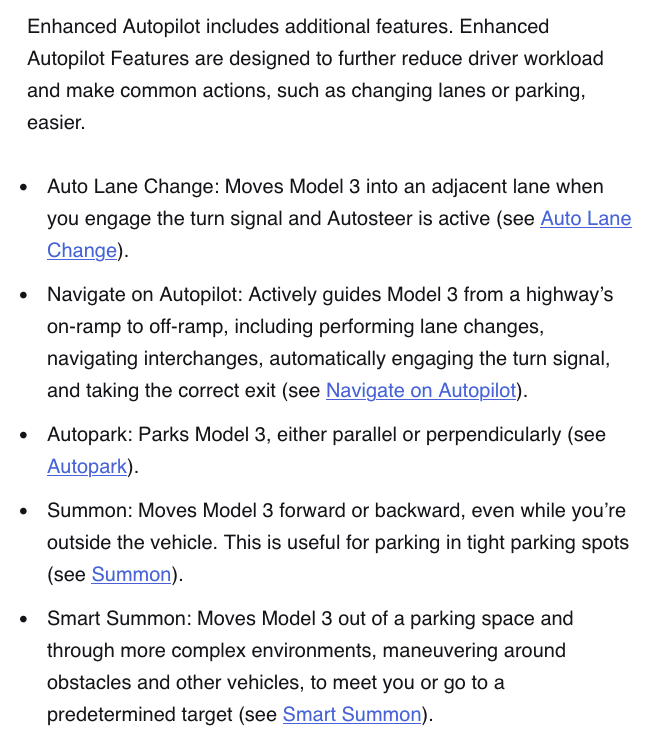 Enhanced Autopilot includes additional features. Enhanced
Autopilot Features are designed to further reduce driver workload
and make common actions, such as changing lanes or parking,
easier.
• Auto Lane Change: Moves Model 3 into an adjacent lane when
you engage the turn signal and Autosteer is active (see Auto Lane
Change).
• Navigate on Autopilot: Actively guides Model 3 from a highway’s
on-ramp to off-ramp, including performing lane changes,
navigating interchanges, automatically engaging the turn signal,
and taking the correct exit (see Navigate on Autopilot).
• Autopark: Parks Model 3, either parallel or perpendicularly (see
Autopark).
• Summon: Moves Model 3 forward or backward, even while you’re
outside the vehicle. This is useful for parking in tight parking spots
(see Summon).
• Smart Summon: Moves Model 3 out of a parking space and
through more complex environments, maneuvering around
obstacles and other vehicles, to meet you or go to a
predetermined target (see Smart Summon).